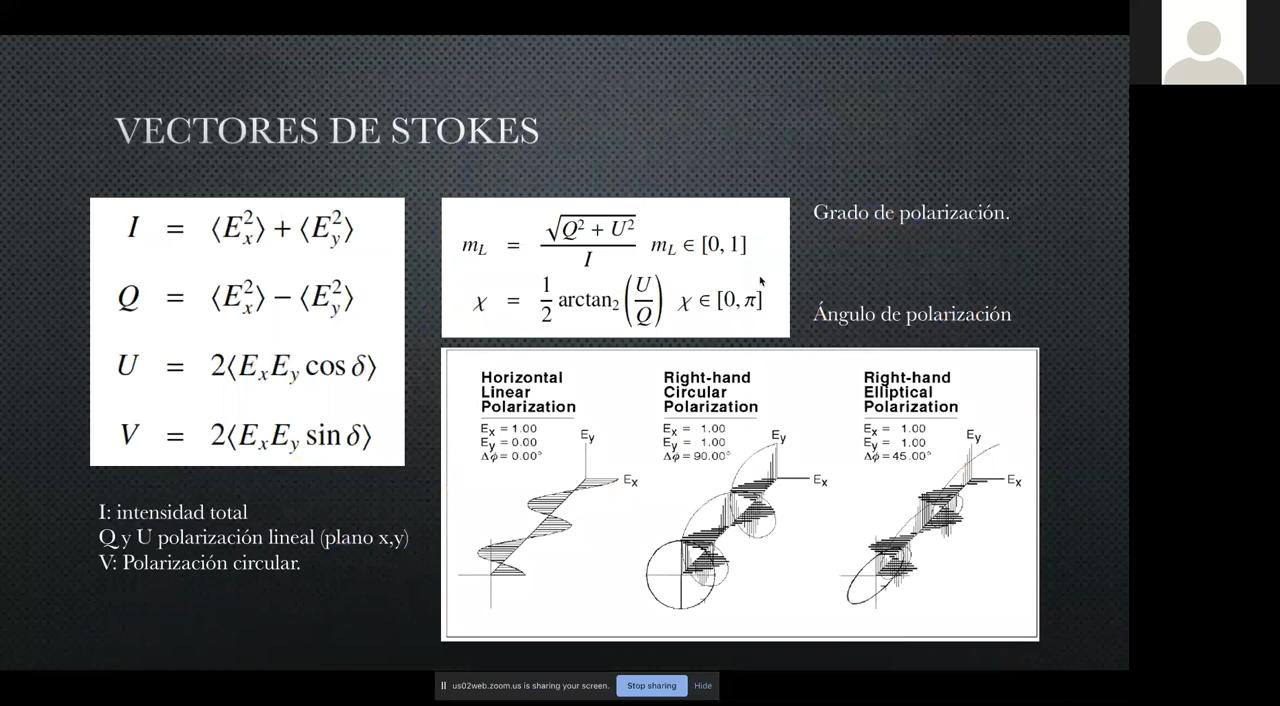 VECTORES DE STOKES
I = ⟨E_x^2⟩ + ⟨E_y^2⟩
Q = ⟨E_x^2⟩ − ⟨E_y^2⟩
U = 2⟨E_x E_y cos δ⟩
V = 2⟨E_x E_y sin δ⟩
I: intensidad total
Q y U polarización lineal (plano x,y)
V: Polarización circular.
m_L = √(Q^2 + U^2) / I m_L ∈ [0, 1]
χ = 1/2 arctan_2 (U/Q) χ ∈ [0, π]
Grado de polarización.
Ángulo de polarización
Horizontal
Linear
Polarization
E_x = 1.00
E_y = 0.00
Δϕ = 0.00°
E_y
E_x
Right-hand
Circular
Polarization
E_x = 1.00
E_y = 1.00
Δϕ = 90.00°
E_y
E_x
Right-hand
Elliptical
Polarization
E_x = 1.00
E_y = 1.00
Δϕ = 45.00°
E_y
E_x
us02web.zoom.us is sharing your screen.
Stop sharing
Hide